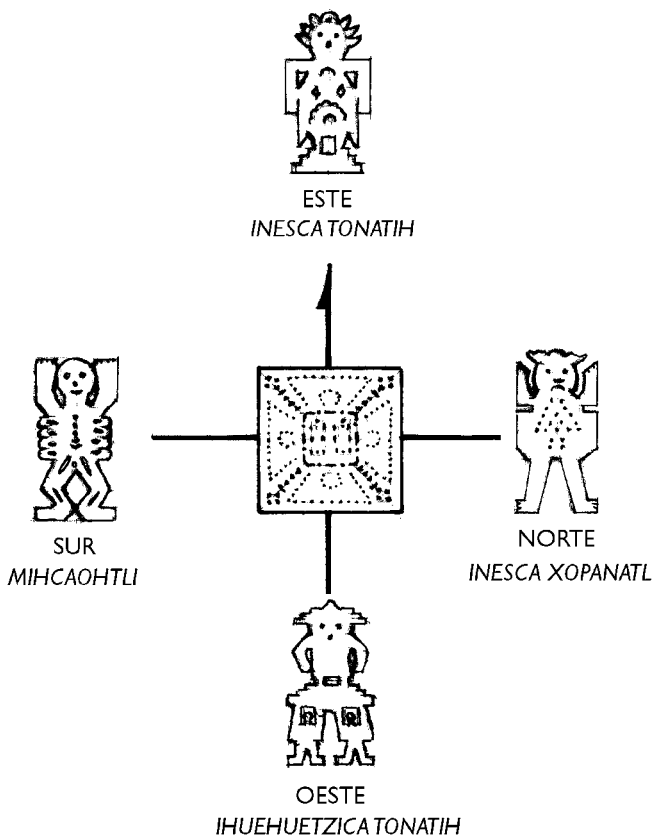 ESTE
INESCA TONATIH
SUR
MIHCAOHTLI
NORTE
INESCA XOPANATL
OESTE
IHUEHUETZICA TONATIH